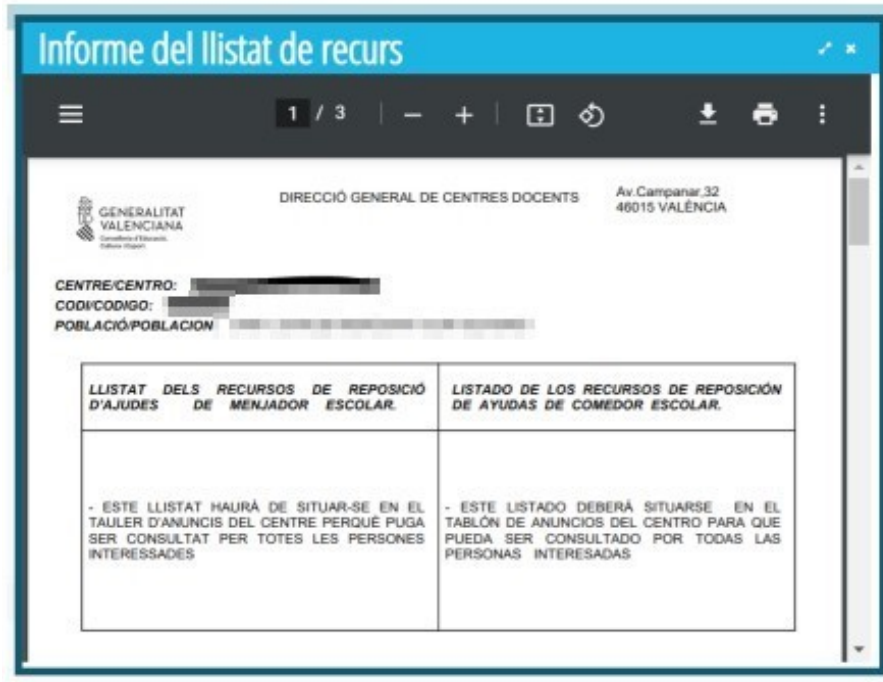 Informe del llistat de recurs
1 / 3
DIRECCIÓ GENERAL DE CENTRES DOCENTS
Av.Campanar,32
46015 VALÈNCIA
GENERALITAT
VALENCIANA
Conselleria d'Educació,
Cultura i Esport
CENTRE/CENTRO:
CODI/CODIGO:
POBLACIÓ/POBLACION
LLISTAT DELS RECURSOS DE REPOSICIÓ
D'AJUDES DE MENJADOR ESCOLAR.
LISTADO DE LOS RECURSOS DE REPOSICIÓN
DE AYUDAS DE COMEDOR ESCOLAR.
- ESTE LLISTAT HAURÀ DE SITUAR-SE EN EL
TAULER D'ANUNCIS DEL CENTRE PERQUÈ PUGA
SER CONSULTAT PER TOTES LES PERSONES
INTERESSADES
- ESTE LISTADO DEBERÁ SITUARSE EN EL
TABLÓN DE ANUNCIOS DEL CENTRO PARA QUE
PUEDA SER CONSULTADO POR TODAS LAS
PERSONAS INTERESADAS